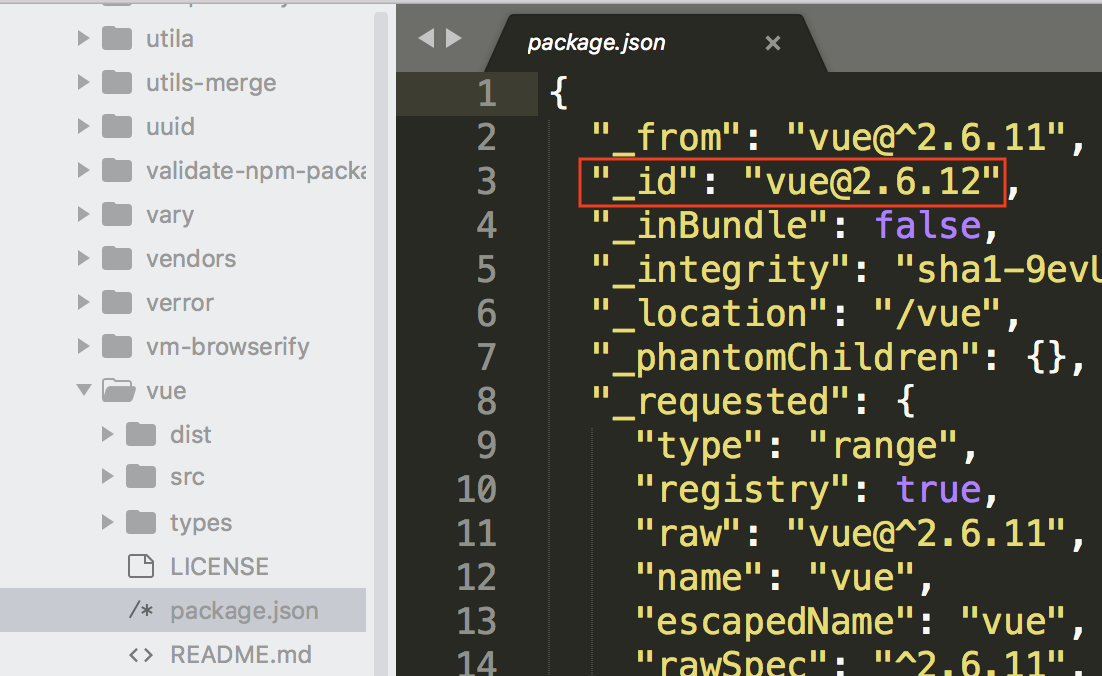 utila
utils-merge
uuid
validate-npm-packa
vary
vendors
verror
vm-browserify
vue
dist
src
types
LICENSE
/* package.json
<> README.md
package.json ×
1 {
2 "_from": "vue@^2.6.11",
3 "_id": "vue@2.6.12",
4 "_inBundle": false,
5 "_integrity": "sha1-9evU
6 "_location": "/vue",
7 "_phantomChildren": {},
8 "_requested": {
9 "type": "range",
10 "registry": true,
11 "raw": "vue@^2.6.11",
12 "name": "vue",
13 "escapedName": "vue",
14 "rawSpec": "^2.6.11",